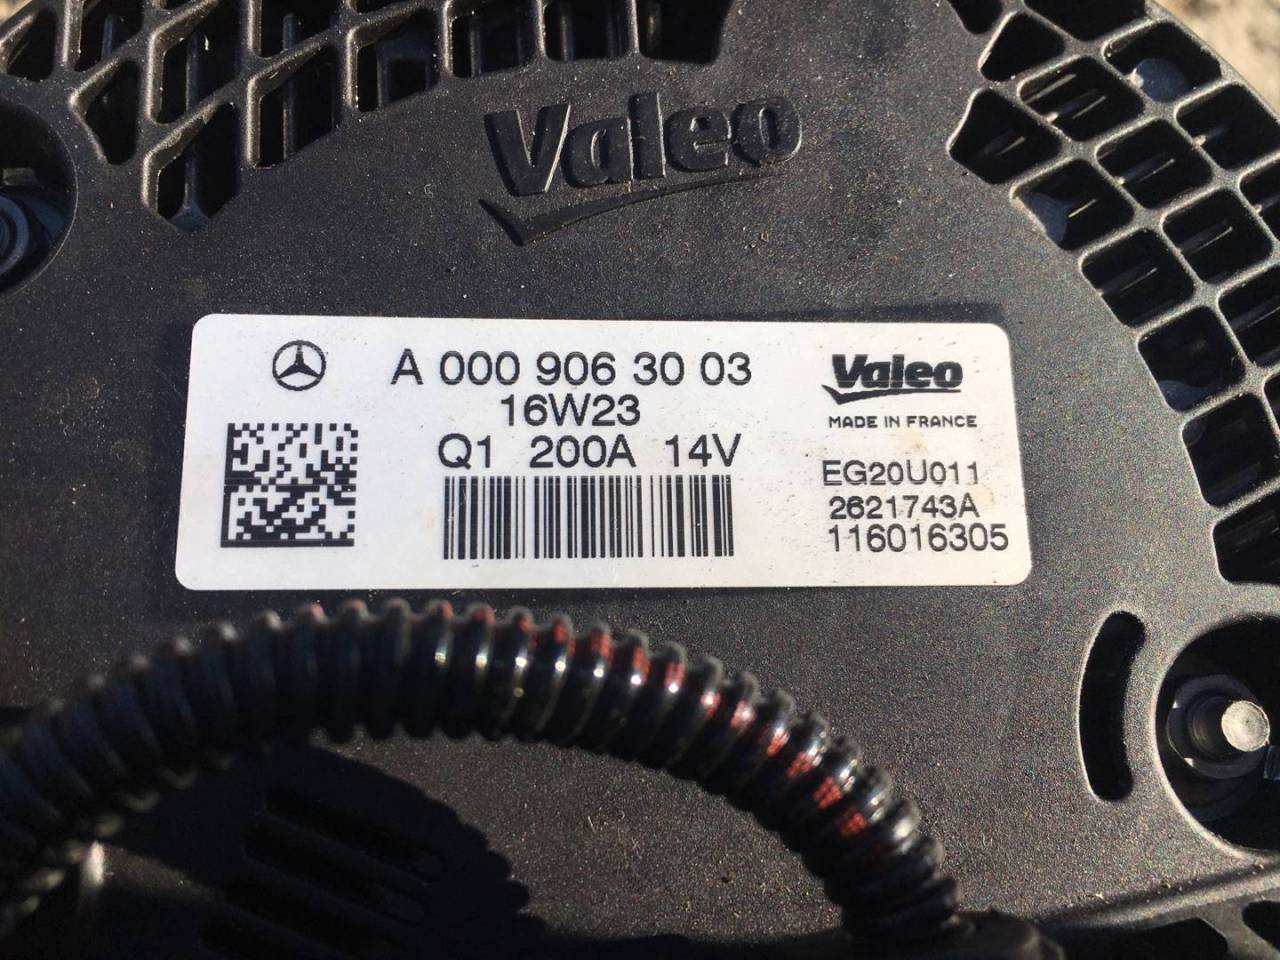 Valeo
A 000 906 30 03
16W23
Q1 200A 14V
Valeo
MADE IN FRANCE
EG20U011
2621743A
116016305